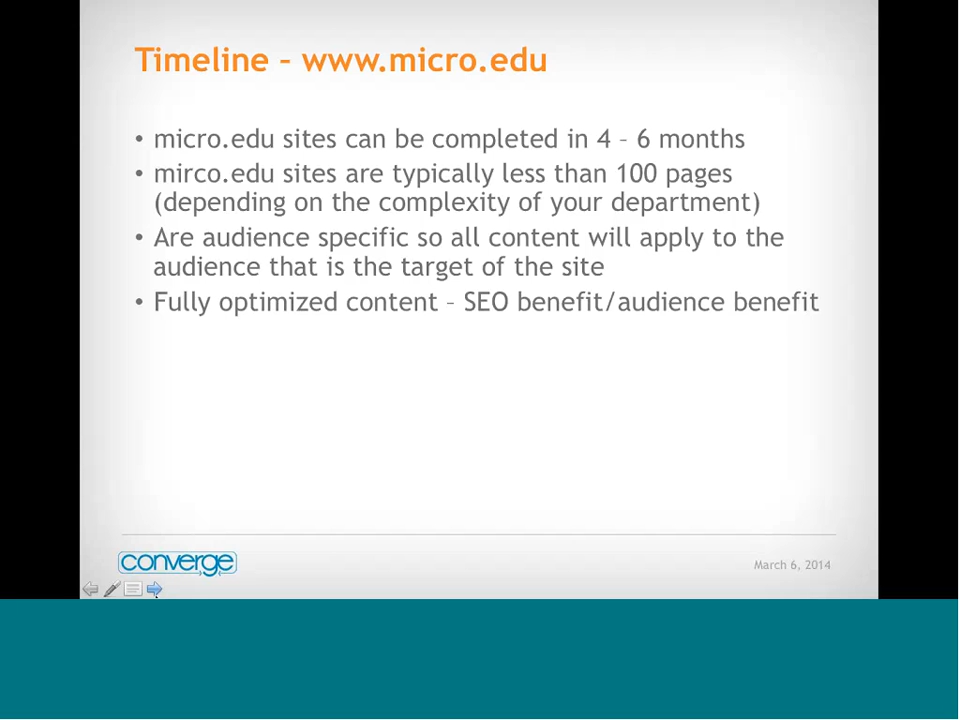 Timeline – www.micro.edu
• micro.edu sites can be completed in 4 – 6 months
• mirco.edu sites are typically less than 100 pages
(depending on the complexity of your department)
• Are audience specific so all content will apply to the
audience that is the target of the site
• Fully optimized content – SEO benefit/audience benefit
converge
March 6, 2014